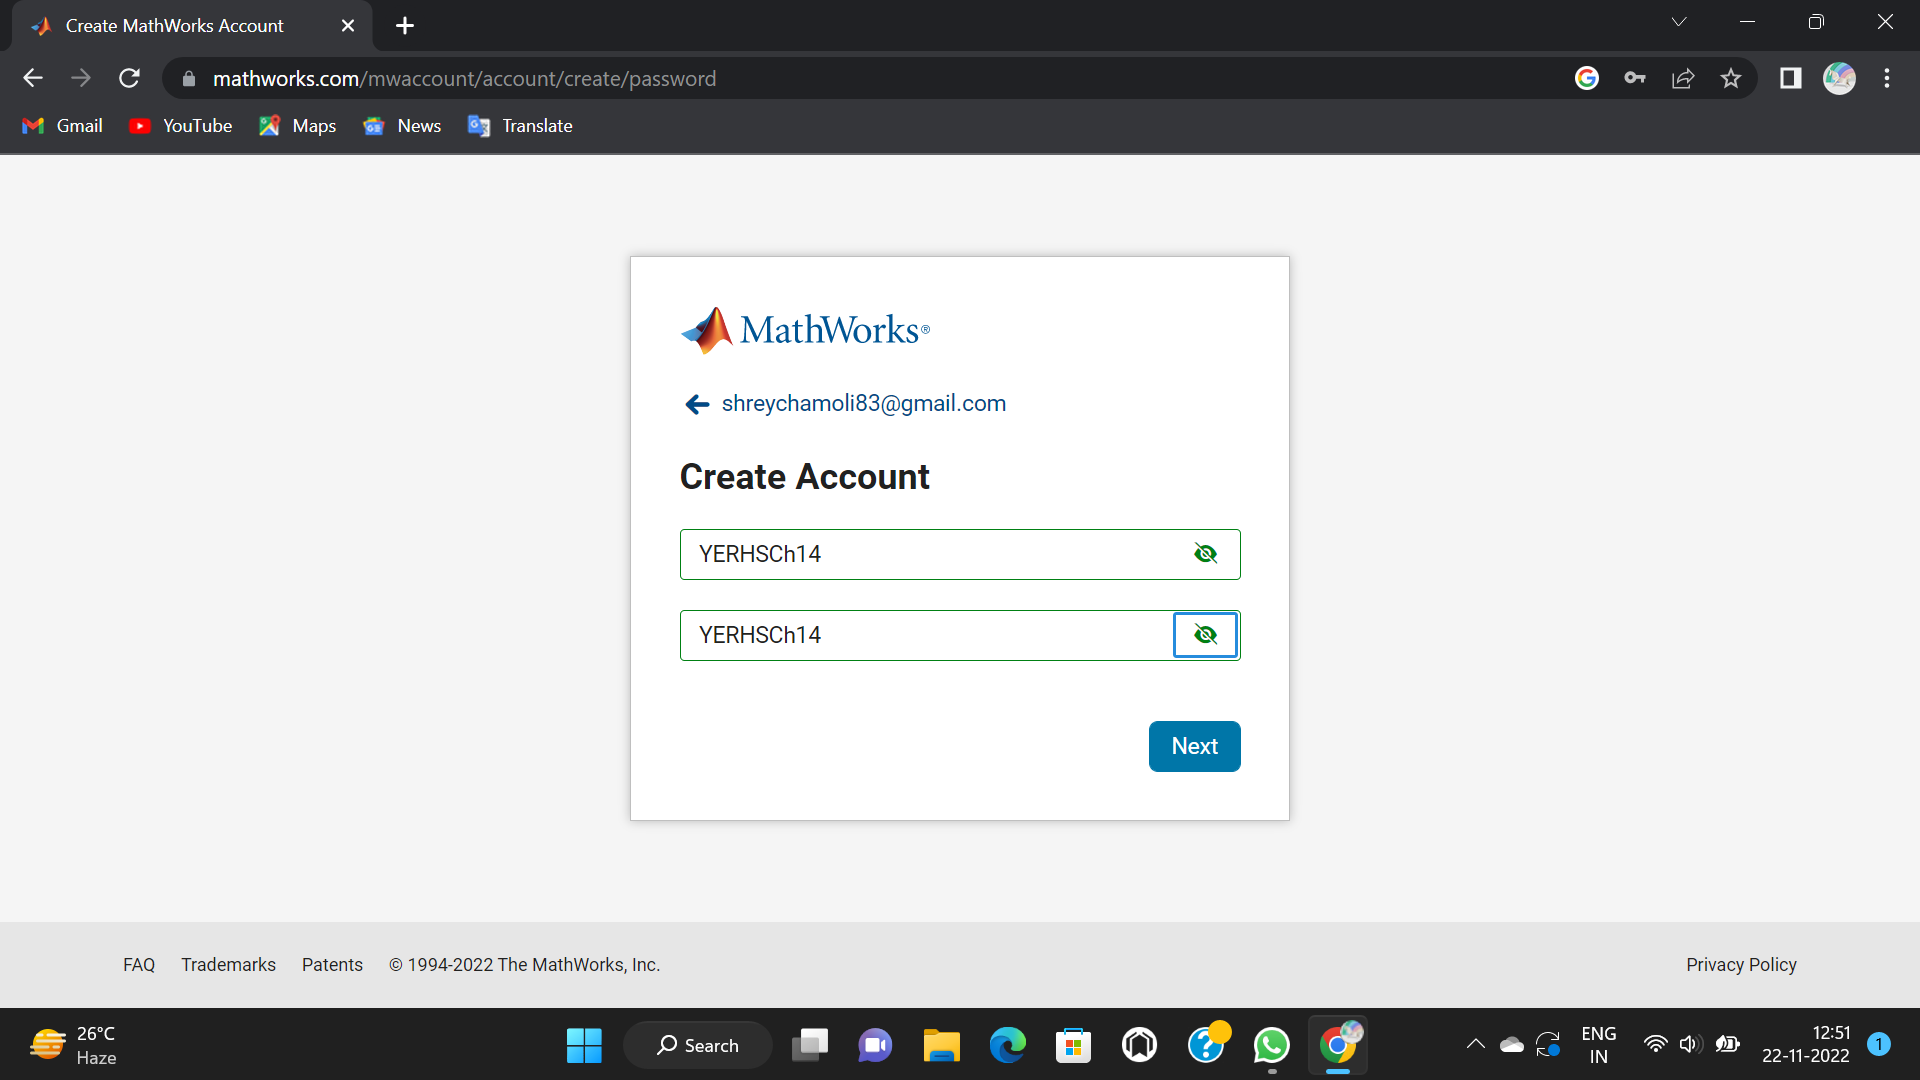 Create MathWorks Account
mathworks.com/mwaccount/account/create/password
Gmail YouTube Maps News Translate
MathWorks®
shreychamoli83@gmail.com
Create Account
YERHSCh14
YERHSCh14
Next
FAQ Trademarks Patents © 1994-2022 The MathWorks, Inc. Privacy Policy
26°C
Haze
Search
ENG
IN
12:51
22-11-2022
1